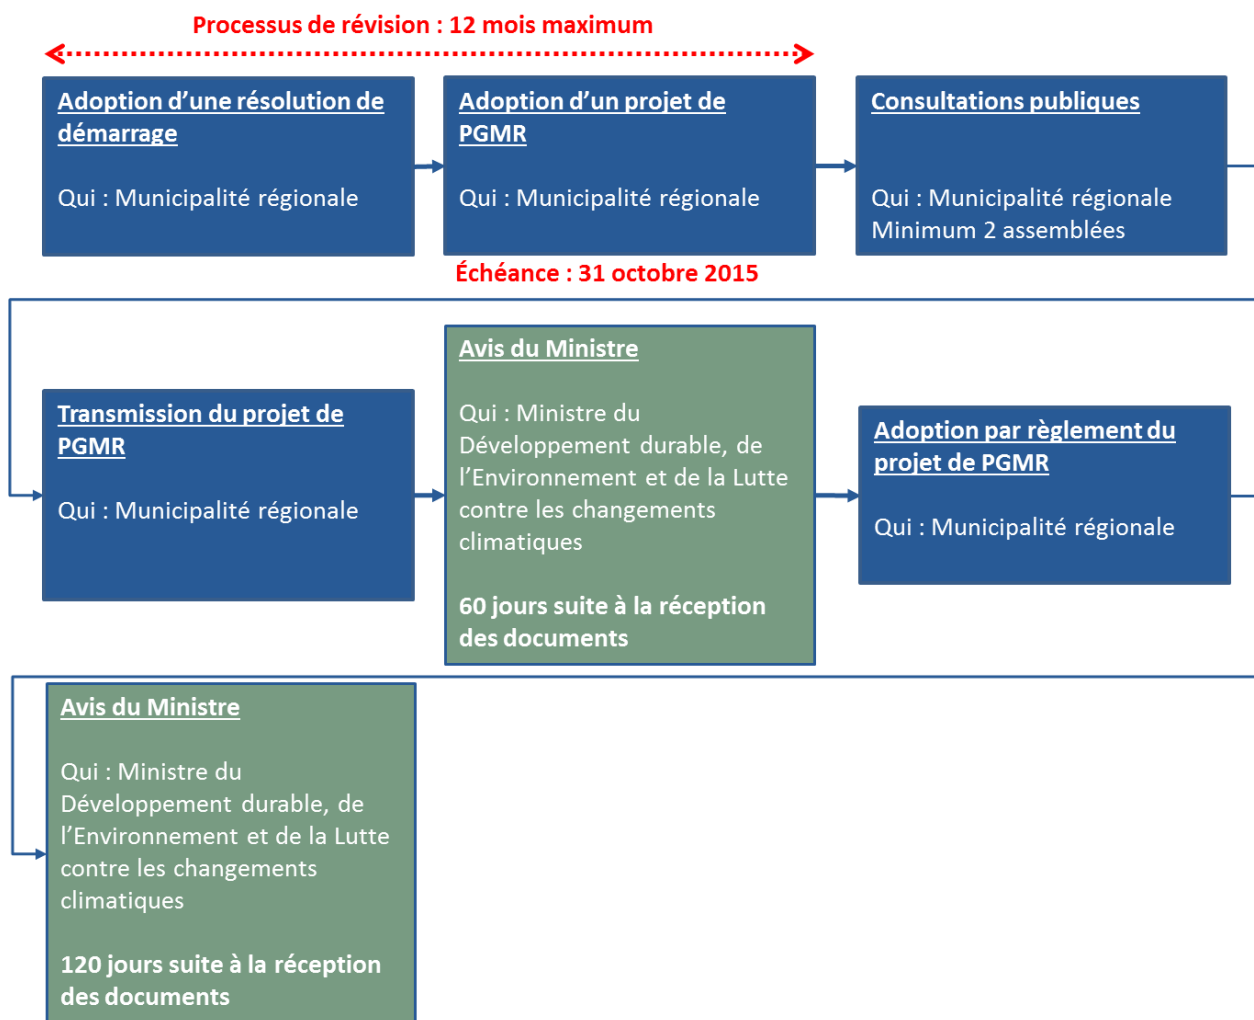 Processus de révision : 12 mois maximum
Adoption d’une résolution de
démarrage
Qui : Municipalité régionale
Adoption d’un projet de
PGMR
Qui : Municipalité régionale
Consultations publiques
Qui : Municipalité régionale
Minimum 2 assemblées
Échéance : 31 octobre 2015
Transmission du projet de
PGMR
Qui : Municipalité régionale
Avis du Ministre
Qui : Ministre du
Développement durable, de
l’Environnement et de la Lutte
contre les changements
climatiques
60 jours suite à la réception
des documents
Adoption par règlement du
projet de PGMR
Qui : Municipalité régionale
Avis du Ministre
Qui : Ministre du
Développement durable, de
l’Environnement et de la Lutte
contre les changements
climatiques
120 jours suite à la réception
des documents